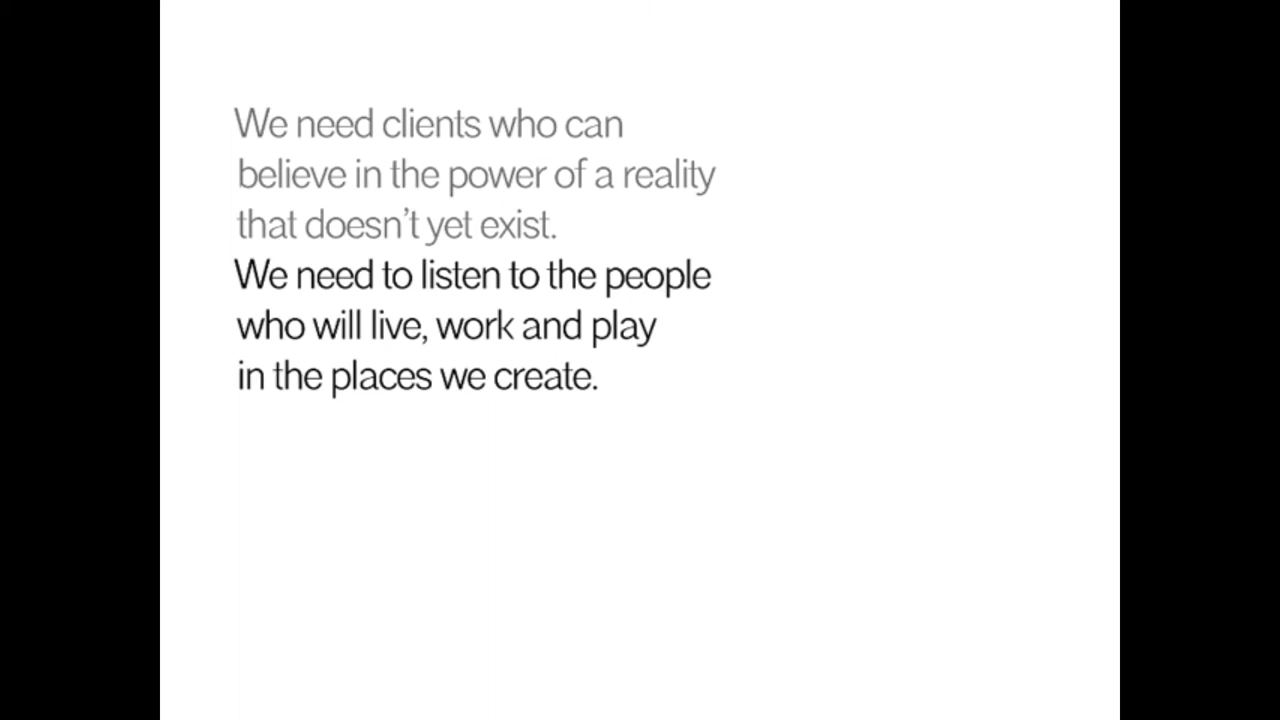 We need clients who can
believe in the power of a reality
that doesn’t yet exist.
We need to listen to the people
who will live, work and play
in the places we create.